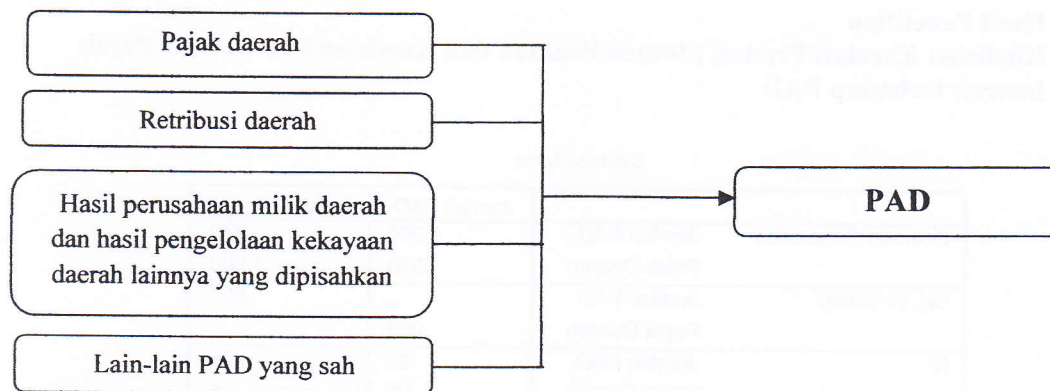 Pajak daerah
Retribusi daerah
Hasil perusahaan milik daerah
dan hasil pengelolaan kekayaan
daerah lainnya yang dipisahkan
Lain-lain PAD yang sah
PAD